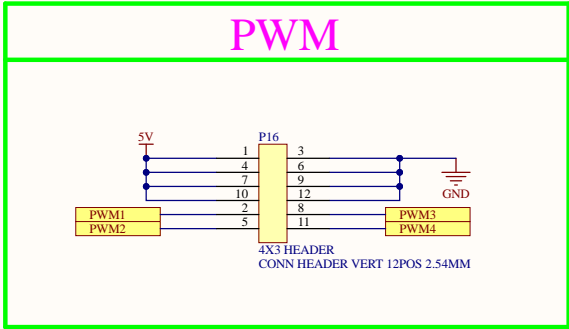 PWM
5V
P16
1 3
4 6
7 9
10 12
GND
PWM1 2 8 PWM3
PWM2 5 11 PWM4
4X3 HEADER
CONN HEADER VERT 12POS 2.54MM